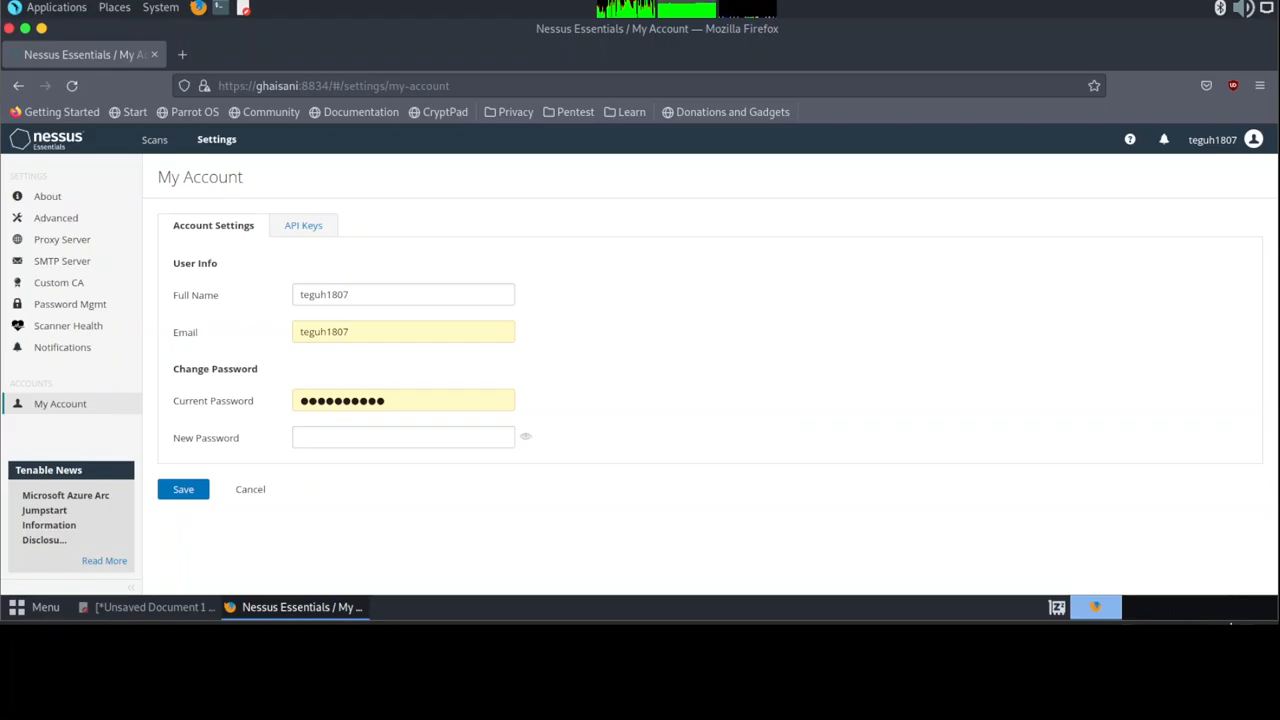 Applications Places System
Nessus Essentials / My Account — Mozilla Firefox
Nessus Essentials / My Ac ×
https://ghaisani:8834/#/settings/my-account
Getting Started Start Parrot OS Community Documentation CryptPad Privacy Pentest Learn Donations and Gadgets
nessus Essentials Scans Settings teguh1807
SETTINGS
About
Advanced
Proxy Server
SMTP Server
Custom CA
Password Mgmt
Scanner Health
Notifications
ACCOUNTS
My Account
Tenable News
Microsoft Azure Arc
Jumpstart
Information
Disclosu...
Read More
My Account
Account Settings API Keys
User Info
Full Name teguh1807
Email teguh1807
Change Password
Current Password ●●●●●●●●●●
New Password
Save Cancel
Menu [*Unsaved Document 1 ... Nessus Essentials / My ...